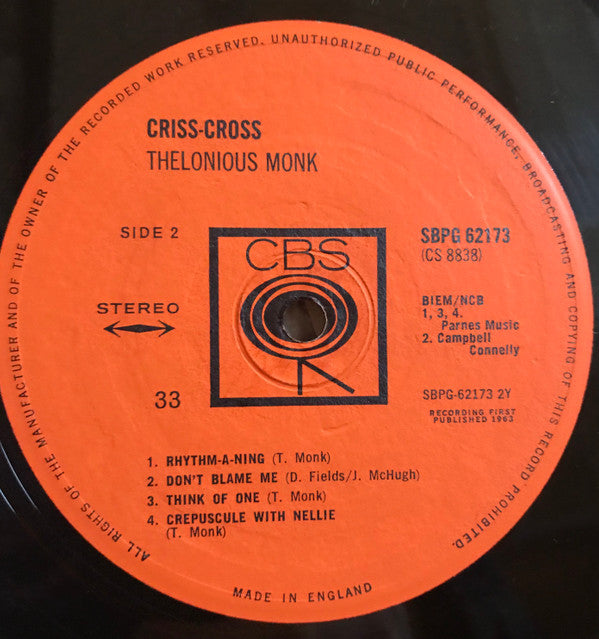 ALL RIGHTS OF THE MANUFACTURER AND OF THE OWNER OF THE RECORDED WORK RESERVED. UNAUTHORIZED PUBLIC PERFORMANCE, BROADCASTING AND COPYING OF THIS RECORD PROHIBITED.
CRISS-CROSS
THELONIOUS MONK
SIDE 2
CBS
SBPG 62173
(CS 8838)
STEREO
BIEM/NCB
1, 3, 4.
Parnes Music
2. Campbell
Connelly
33
SBPG-62173 2Y
RECORDING FIRST
PUBLISHED 1963
1. RHYTHM-A-NING (T. Monk)
2. DON'T BLAME ME (D. Fields/J. McHugh)
3. THINK OF ONE (T. Monk)
4. CREPUSCULE WITH NELLIE
(T. Monk)
MADE IN ENGLAND